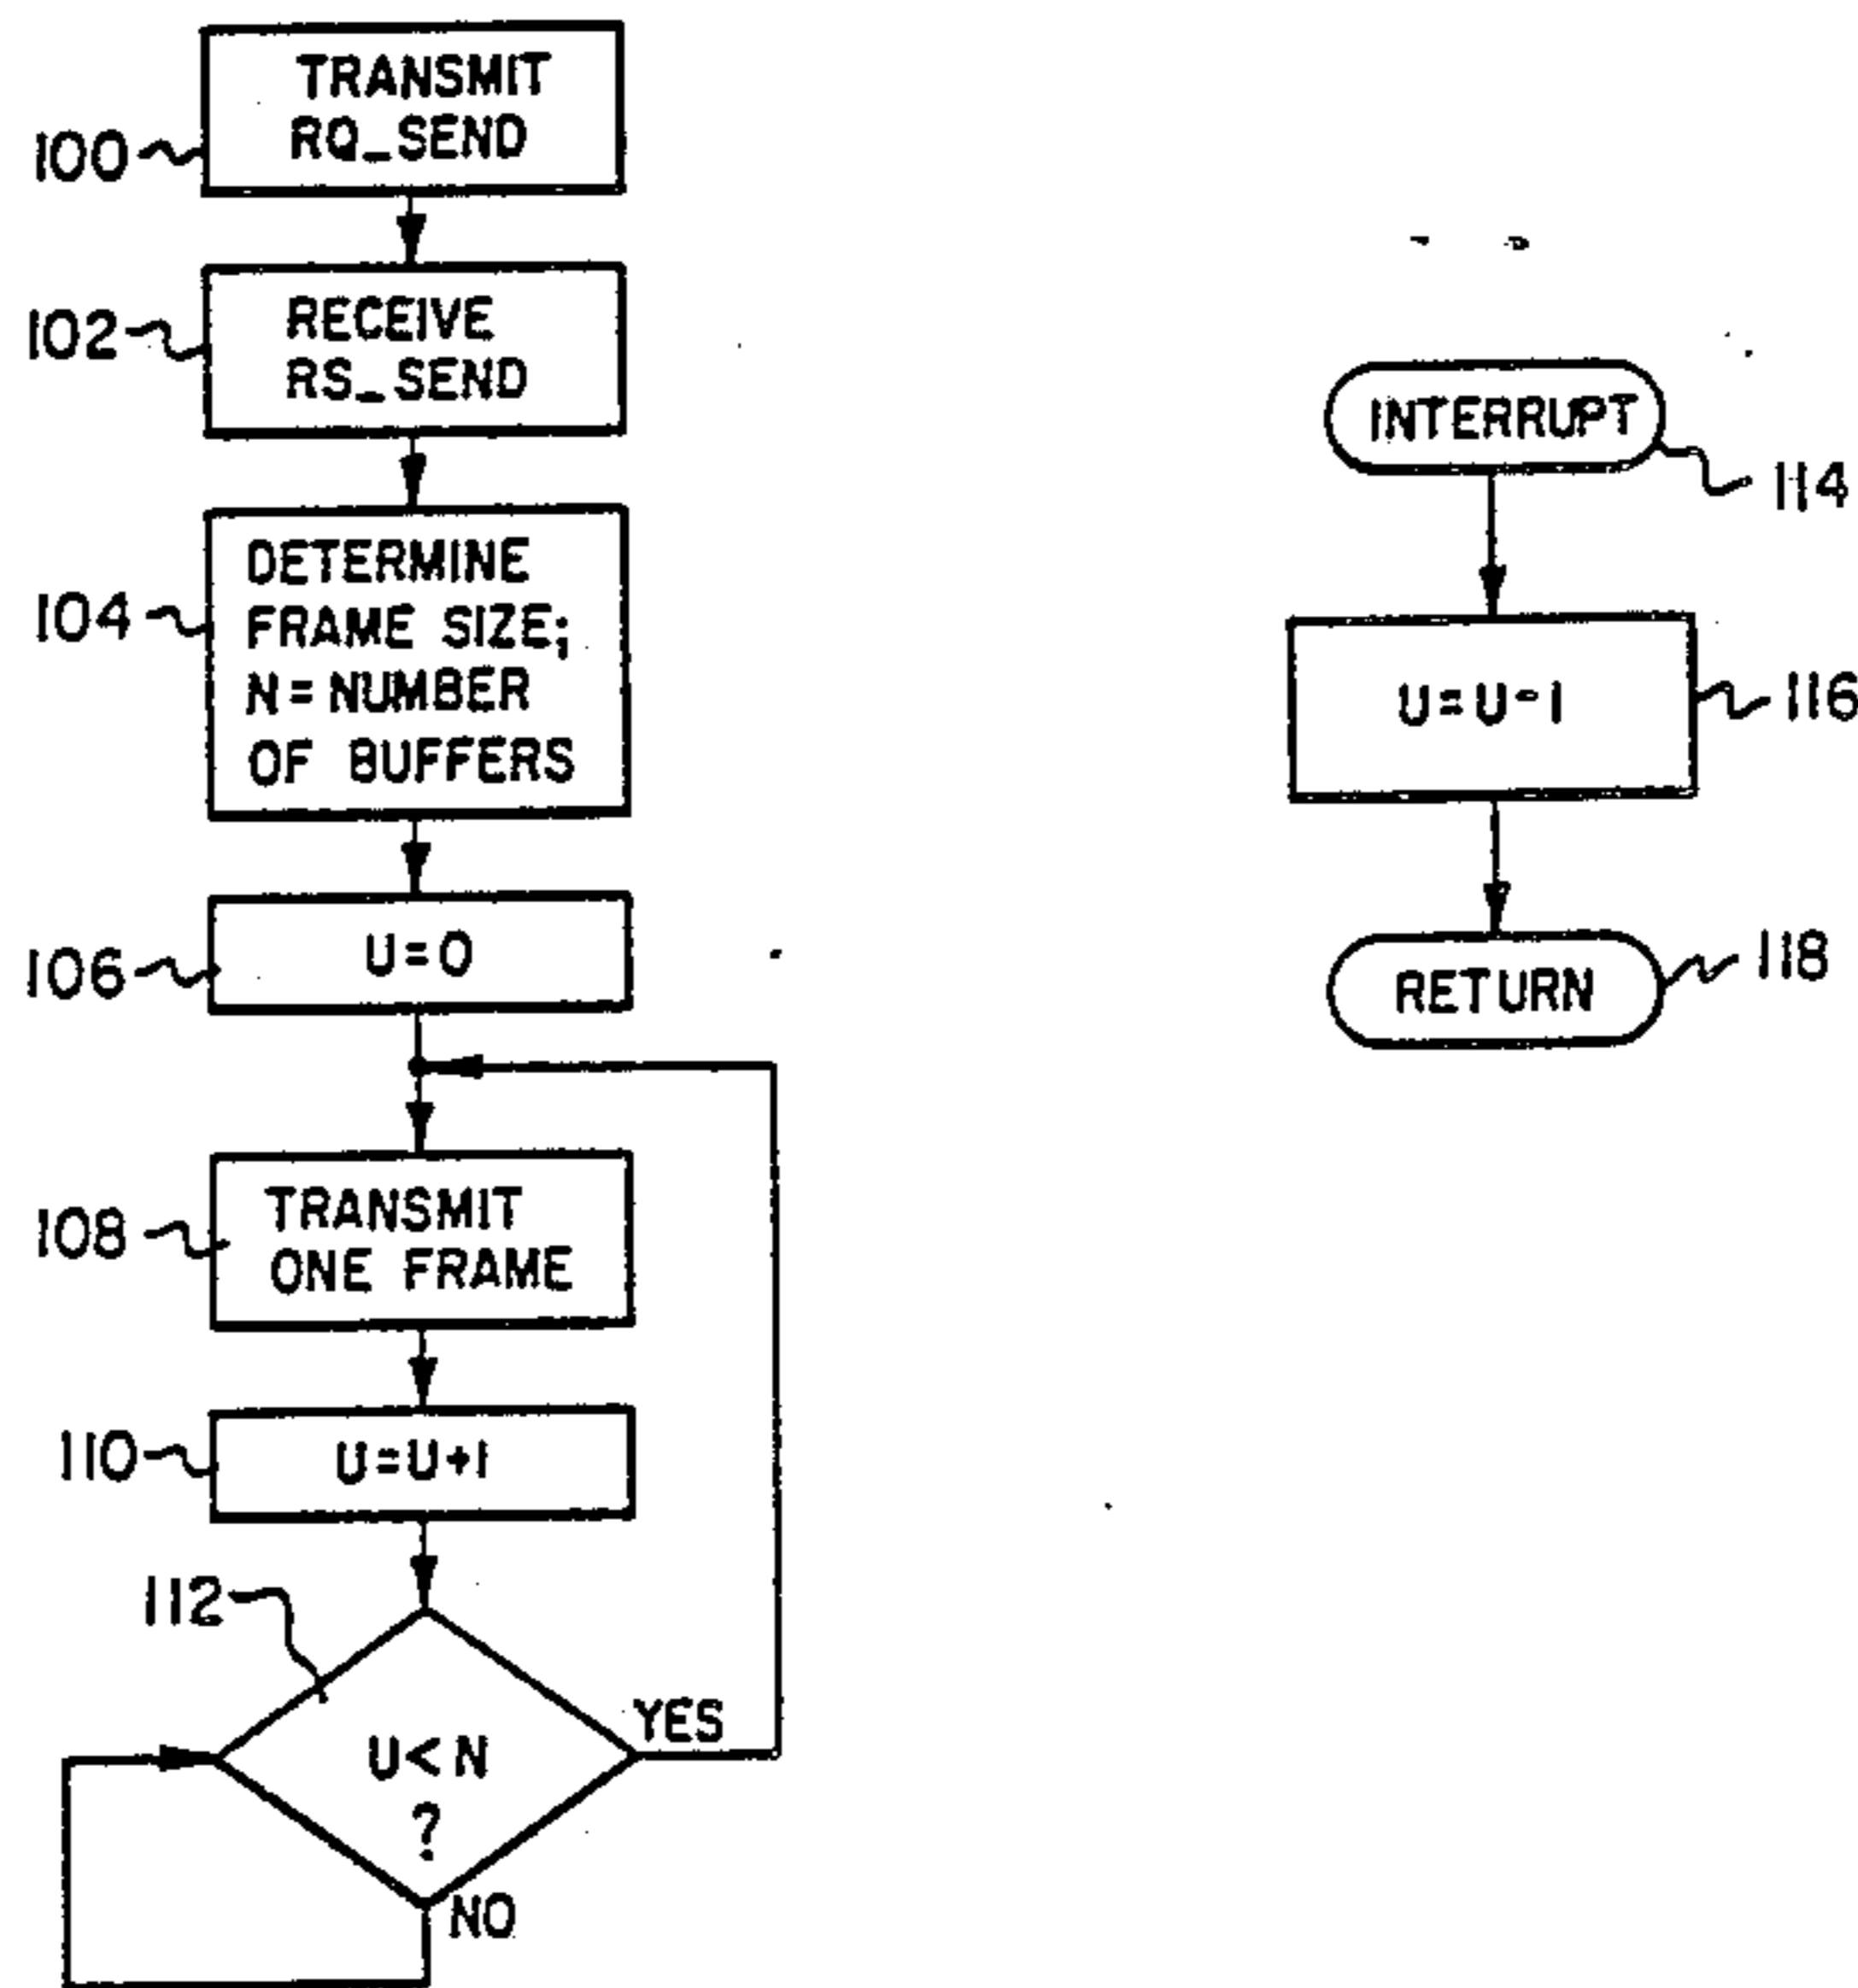 100
TRANSMIT
RQ_SEND
102
RECEIVE
RS_SEND
104
DETERMINE
FRAME SIZE;
N=NUMBER
OF BUFFERS
106
U=0
108
TRANSMIT
ONE FRAME
110
U=U+1
112
U<N
?
YES
NO
INTERRUPT
114
U=U-1
116
RETURN
118